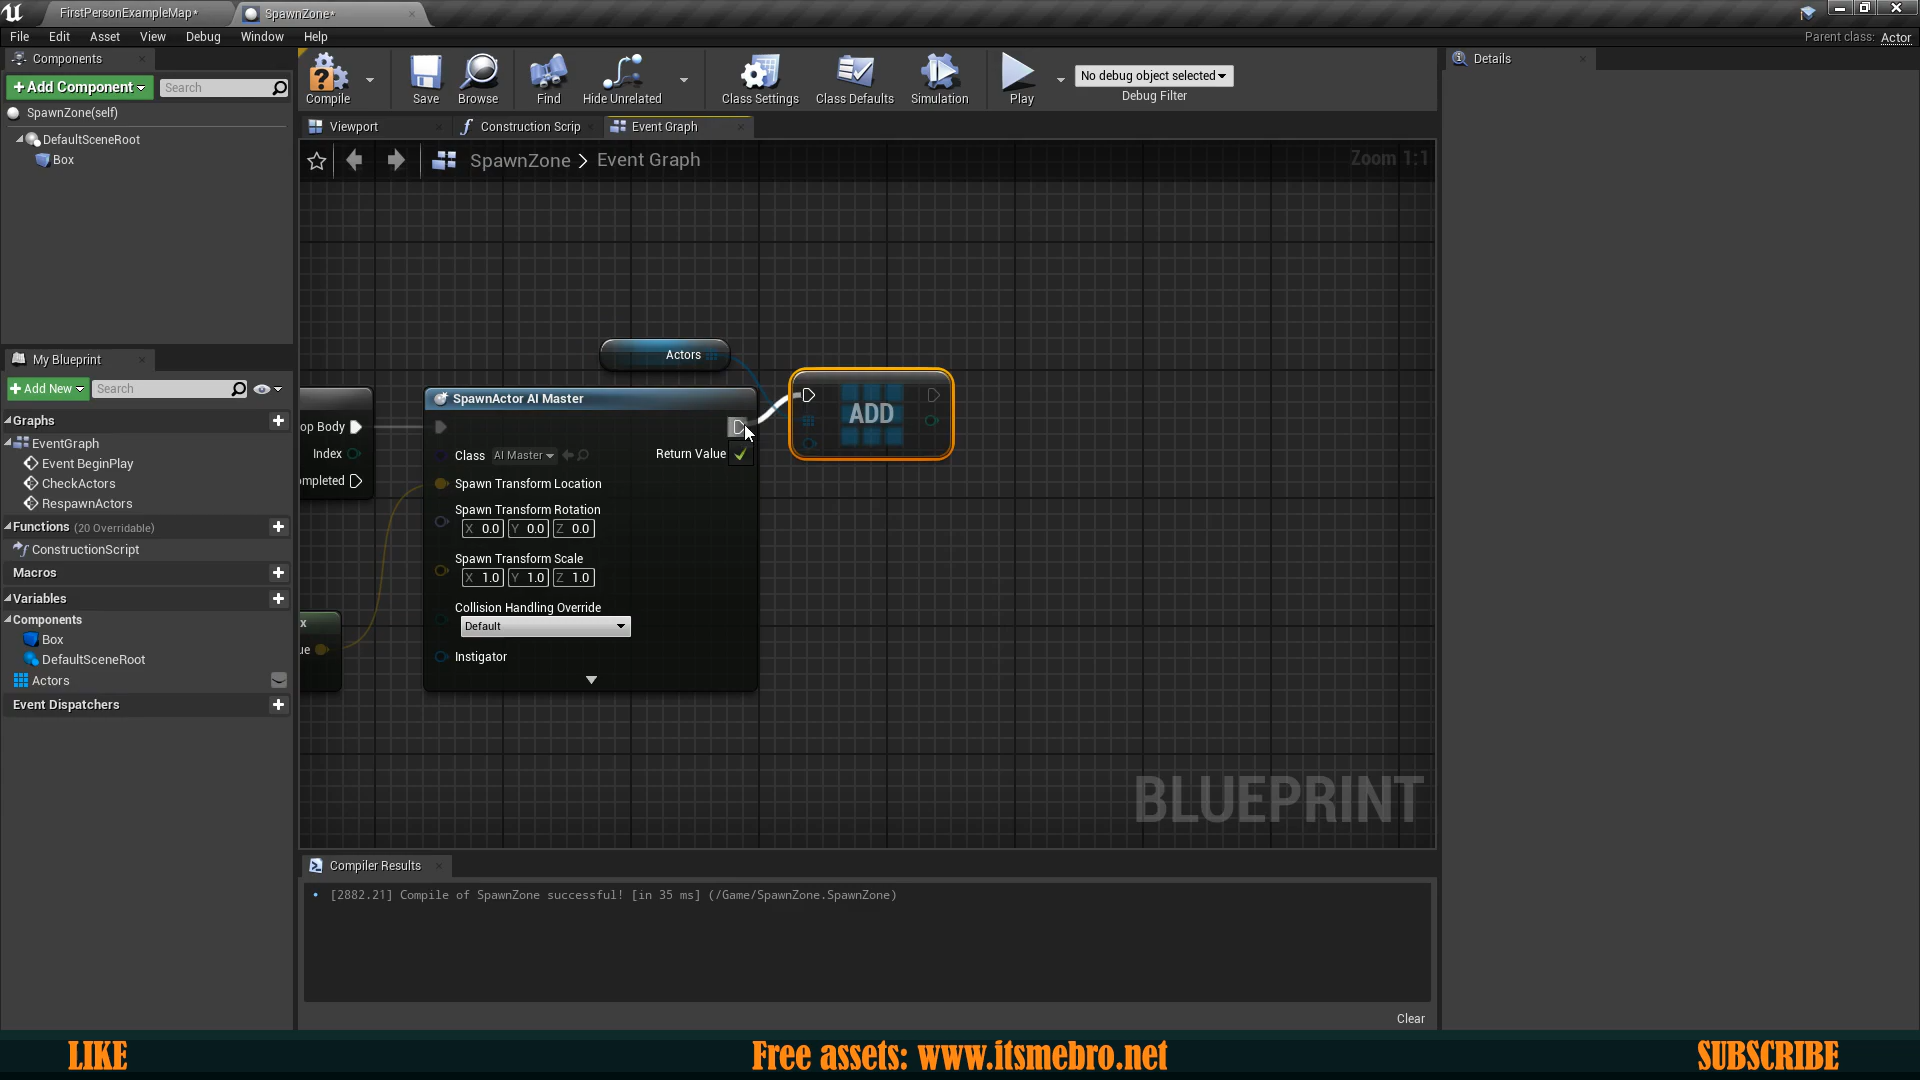 FirstPersonExampleMap*
SpawnZone*
File Edit Asset View Debug Window Help
Parent class: Actor
Components
+Add Component
Search
SpawnZone(self)
DefaultSceneRoot
Box
Compile
Save
Browse
Find
Hide Unrelated
Class Settings
Class Defaults
Simulation
Play
No debug object selected
Debug Filter
Details
Viewport
Construction Scrip
Event Graph
SpawnZone > Event Graph
Zoom 1:1
My Blueprint
+Add New
Search
Graphs
EventGraph
Event BeginPlay
CheckActors
RespawnActors
Functions (20 Overridable)
ConstructionScript
Macros
Variables
Components
Box
DefaultSceneRoot
Actors
Event Dispatchers
Actors
ADD
op Body
Index
ompleted
x
ue
SpawnActor AI Master
Class AI Master
Return Value
Spawn Transform Location
Spawn Transform Rotation
X 0.0 Y 0.0 Z 0.0
Spawn Transform Scale
X 1.0 Y 1.0 Z 1.0
Collision Handling Override
Default
Instigator
BLUEPRINT
Compiler Results
[2882.21] Compile of SpawnZone successful! [in 35 ms] (/Game/SpawnZone.SpawnZone)
Clear
LIKE
Free assets: www.itsmebro.net
SUBSCRIBE